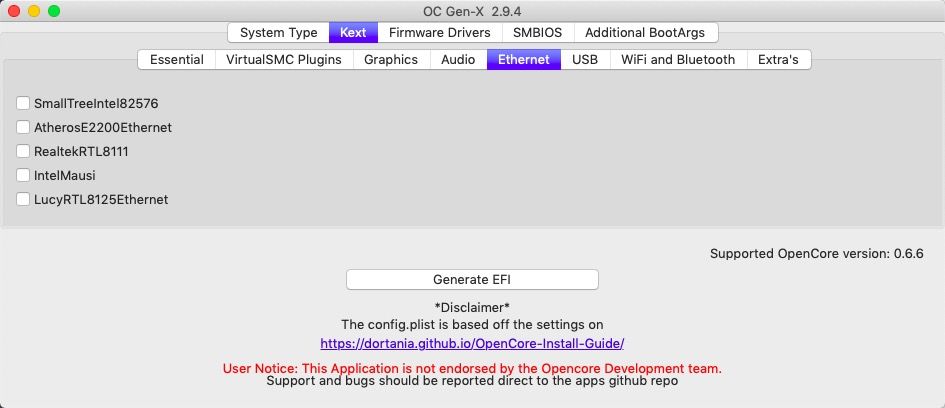 OC Gen-X 2.9.4
System Type Kext Firmware Drivers SMBIOS Additional BootArgs
Essential VirtualSMC Plugins Graphics Audio Ethernet USB WiFi and Bluetooth Extra's
SmallTreeIntel82576
AtherosE2200Ethernet
RealtekRTL8111
IntelMausi
LucyRTL8125Ethernet
Supported OpenCore version: 0.6.6
Generate EFI
*Disclaimer*
The config.plist is based off the settings on
https://dortania.github.io/OpenCore-Install-Guide/
User Notice: This Application is not endorsed by the Opencore Development team.
Support and bugs should be reported direct to the apps github repo